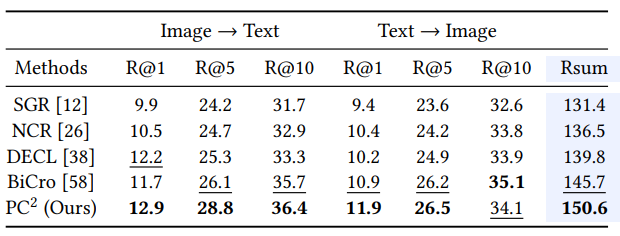 Image → Text Text → Image
Methods R@1 R@5 R@10 R@1 R@5 R@10 Rsum
SGR [12] 9.9 24.2 31.7 9.4 23.6 32.6 131.4
NCR [26] 10.5 24.7 32.9 10.4 24.2 33.8 136.5
DECL [38] 12.2 25.3 33.3 10.2 24.9 33.9 139.8
BiCro [58] 11.7 26.1 35.7 10.9 26.2 35.1 145.7
PC² (Ours) 12.9 28.8 36.4 11.9 26.5 34.1 150.6